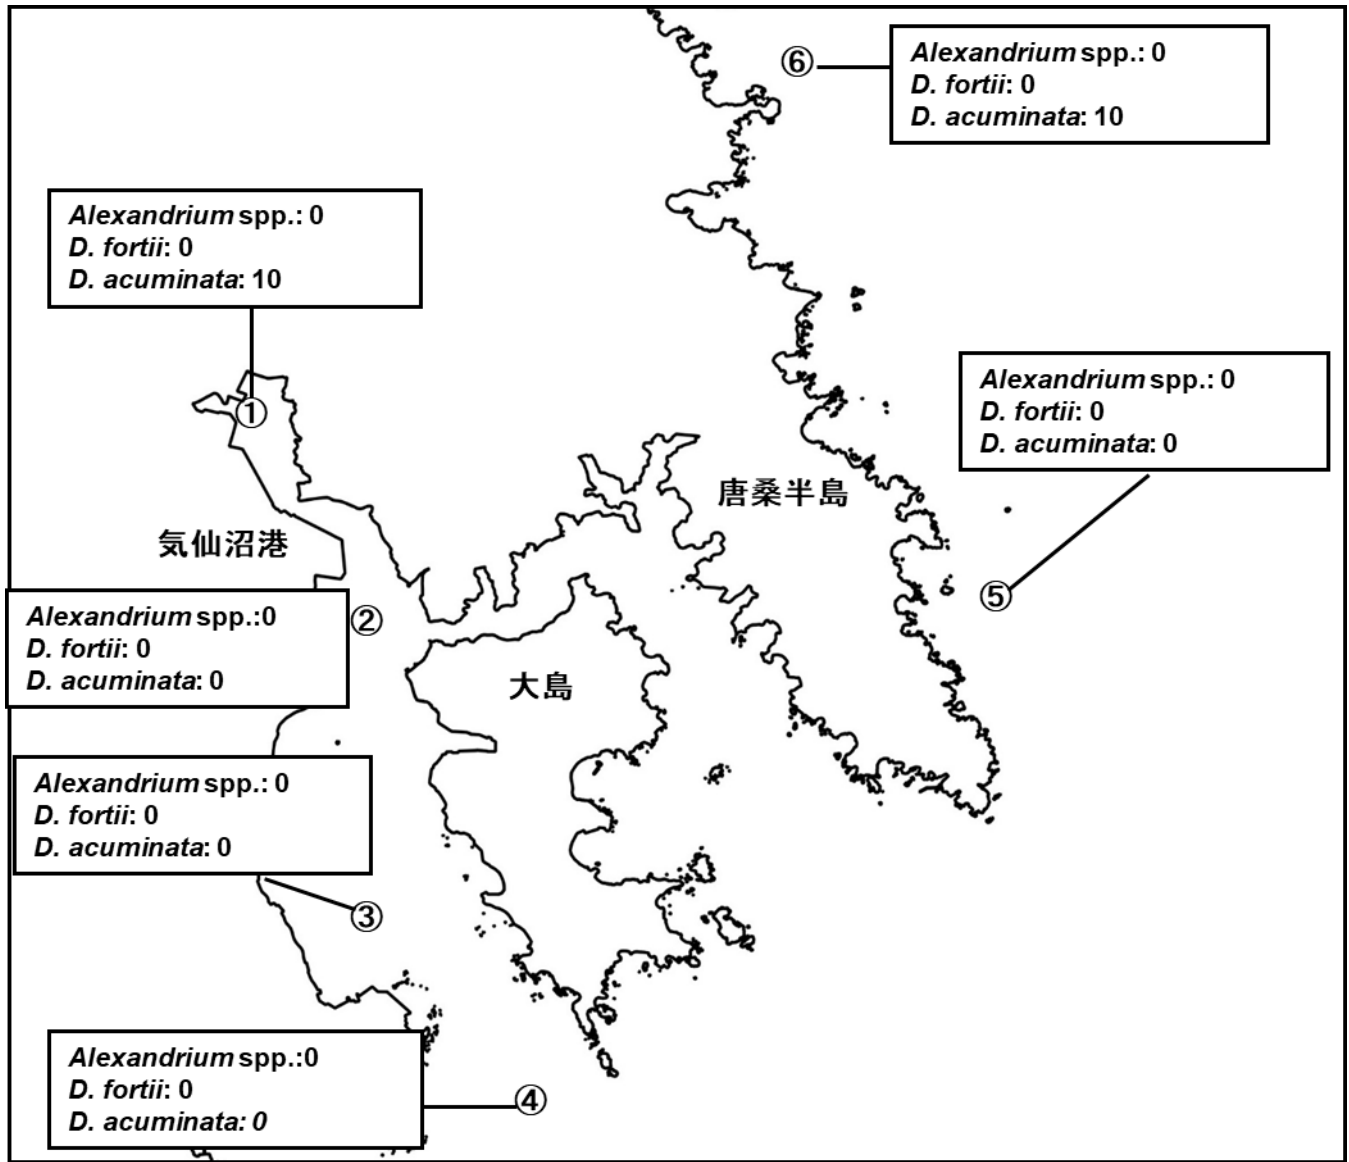 ⑥
Alexandrium spp.: 0
D. fortii: 0
D. acuminata: 10
Alexandrium spp.: 0
D. fortii: 0
D. acuminata: 10
①
Alexandrium spp.: 0
D. fortii: 0
D. acuminata: 0
唐桑半島
気仙沼港
⑤
Alexandrium spp.:0
D. fortii: 0
D. acuminata: 0
②
大島
Alexandrium spp.: 0
D. fortii: 0
D. acuminata: 0
③
Alexandrium spp.:0
D. fortii: 0
D. acuminata: 0
④